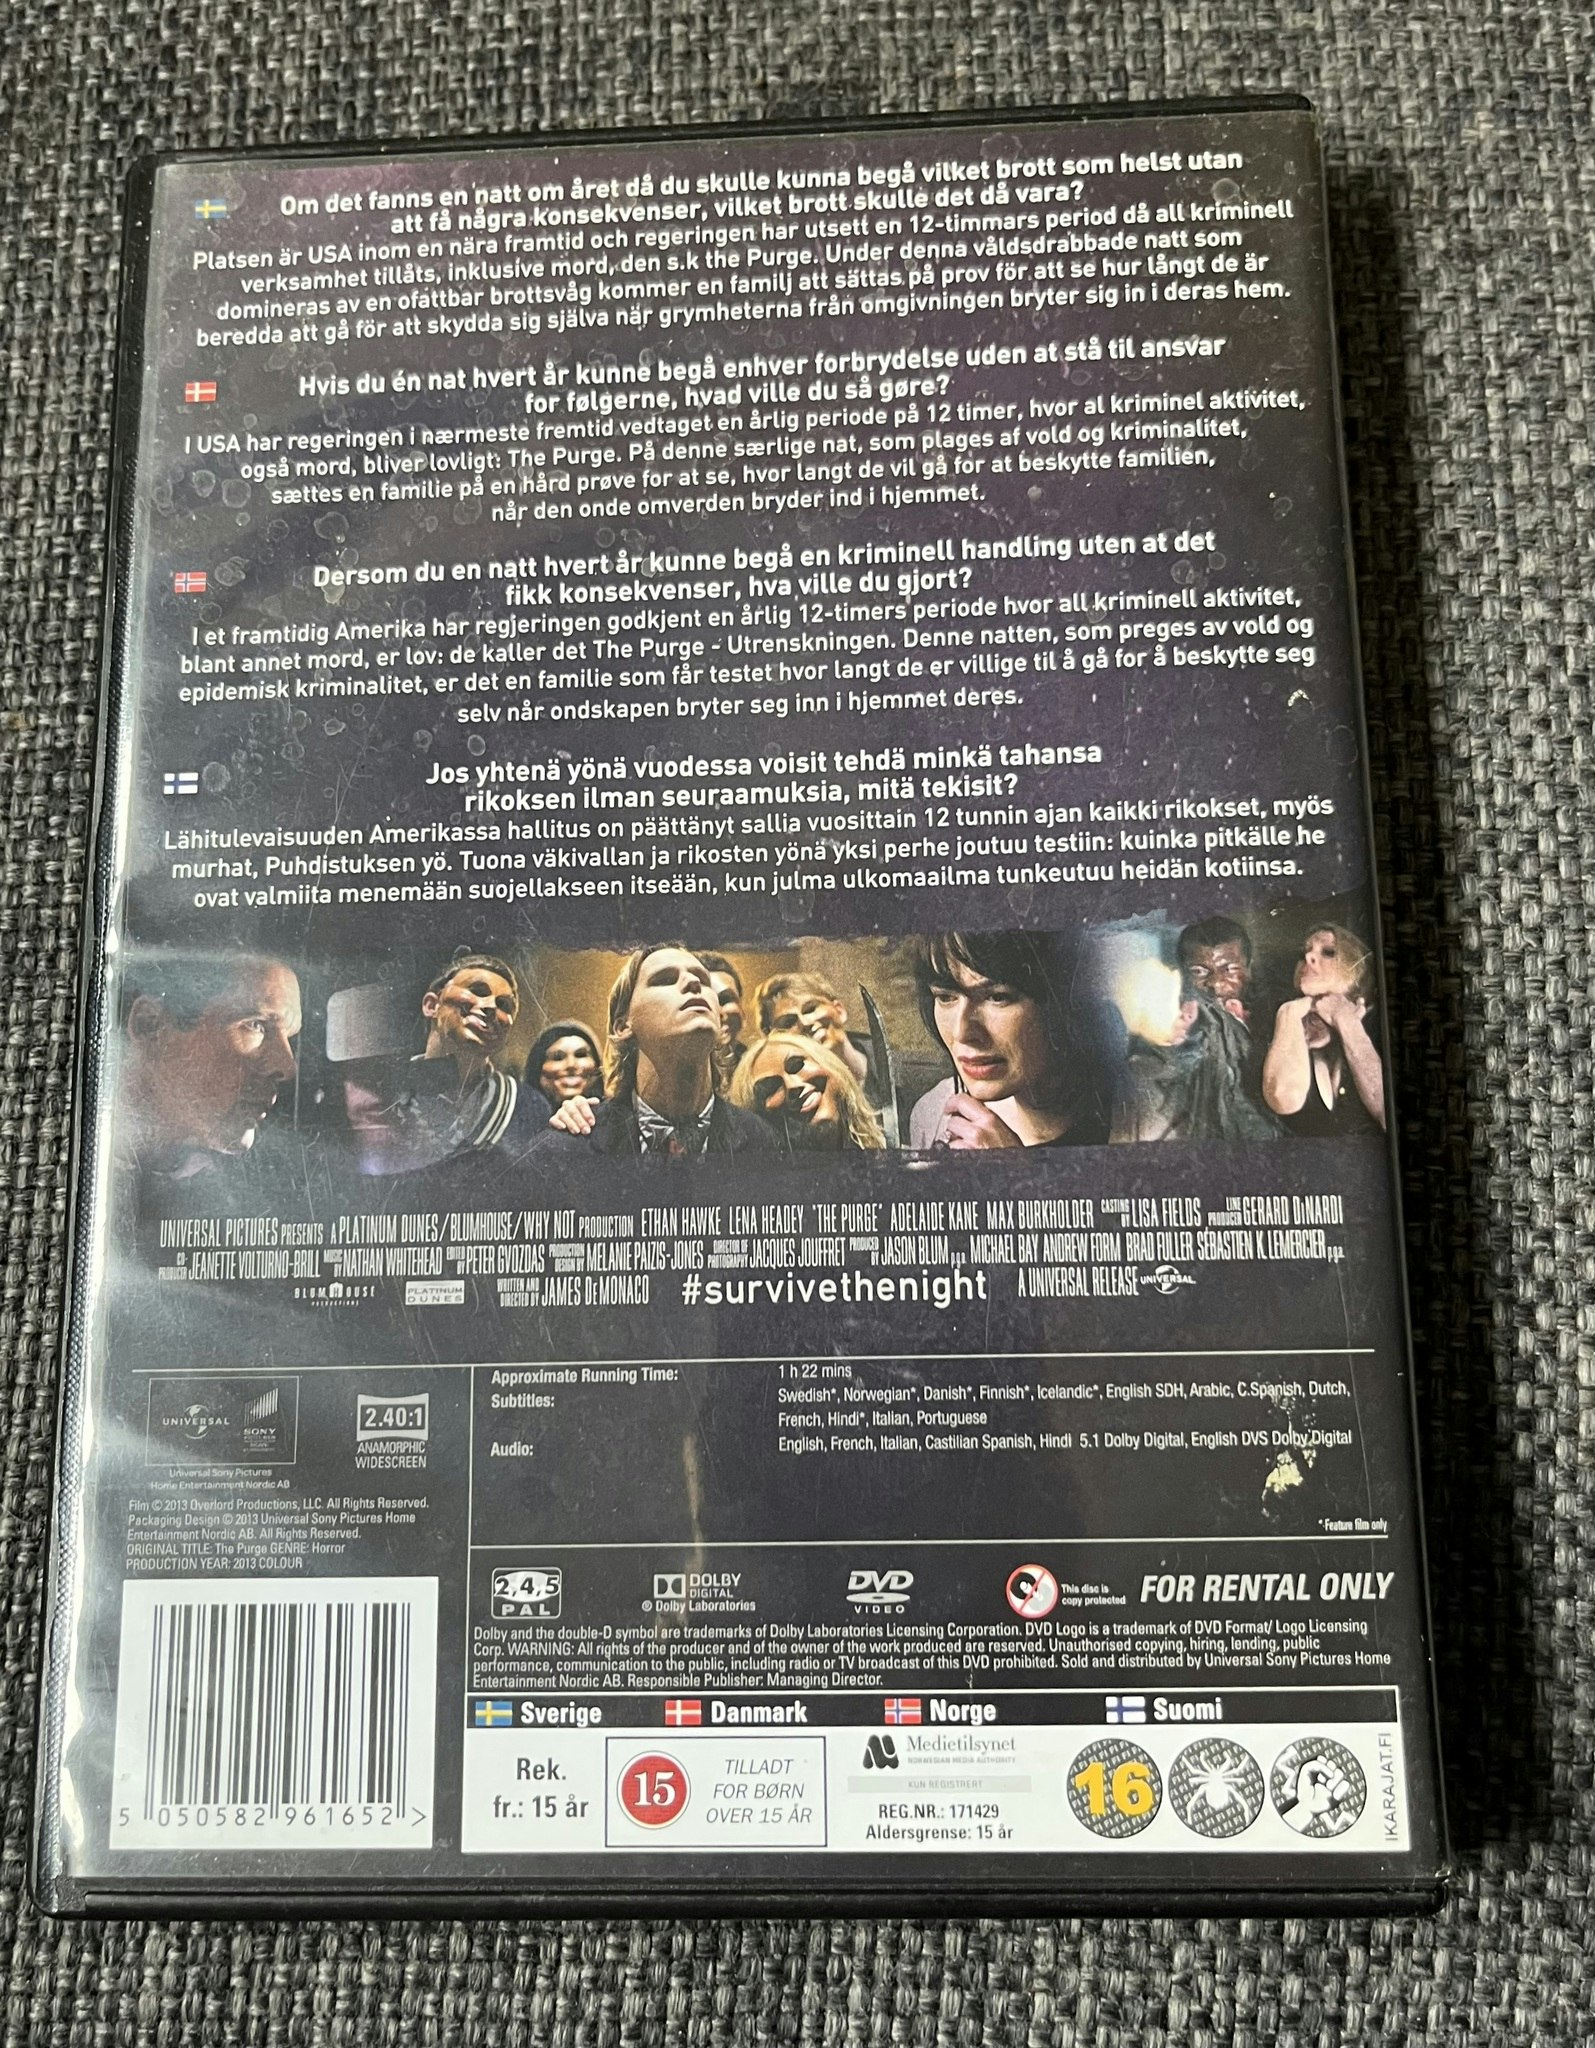 Om det fanns en natt om året då du skulle kunna begå vilket brott som helst utan
att få några konsekvenser, vilket brott skulle det då vara?
Platsen är USA inom en nära framtid och regeringen har utsett en 12-timmars period då all kriminell
verksamhet tillåts, inklusive mord, den s.k the Purge. Under denna våldsdrabbade natt som
domineras av en ofattbar brottsvåg kommer en familj att sättas på prov för att se hur långt de är
beredda att gå för att skydda sig själva när grymheterna från omgivningen bryter sig in i deras hem.
Hvis du én nat hvert år kunne begå enhver forbrydelse uden at stå til ansvar
for følgerne, hvad ville du så gøre?
I USA har regeringen i nærmeste fremtid vedtaget en årlig periode på 12 timer, hvor al kriminel aktivitet,
også mord, bliver lovligt: The Purge. På denne særlige nat, som plages af vold og kriminalitet,
sættes en familie på en hård prøve for at se, hvor langt de vil gå for at beskytte familien,
når den onde omverden bryder ind i hjemmet.
Dersom du en natt hvert år kunne begå en kriminell handling uten at det
fikk konsekvenser, hva ville du gjort?
I et framtidig Amerika har regjeringen godkjent en årlig 12-timers periode hvor all kriminell aktivitet,
blant annet mord, er lov: de kaller det The Purge - Utrenskningen. Denne natten, som preges av vold og
epidemisk kriminalitet, er det en familie som får testet hvor langt de er villige til å gå for å beskytte seg
selv når ondskapen bryter seg inn i hjemmet deres.
Jos yhtenä yönä vuodessa voisit tehdä minkä tahansa
rikoksen ilman seuraamuksia, mitä tekisit?
Lähitulevaisuuden Amerikassa hallitus on päättänyt sallia vuosittain 12 tunnin ajan kaikki rikokset, myös
murhat, Puhdistuksen yö. Tuona väkivallan ja rikosten yönä yksi perhe joutuu testiin: kuinka pitkälle he
ovat valmiita menemään suojellakseen itseään, kun julma ulkomaailma tunkeutuu heidän kotiinsa.
UNIVERSAL PICTURES PRESENTS A PLATINUM DUNES/BLUMHOUSE/WHY NOT PRODUCTION ETHAN HAWKE LENA HEADEY "THE PURGE" ADELAIDE KANE MAX BURKHOLDER CASTING BY LISA FIELDS LINE PRODUCER GERARD DiNARDI
CO-PRODUCER JEANETTE VOLTURNO-BRILL MUSIC BY NATHAN WHITEHEAD EDITED BY PETER GVOZDAS PRODUCTION DESIGN BY MELANIE PAIZIS-JONES DIRECTOR OF PHOTOGRAPHY JACQUES JOUFFRET PRODUCED BY JASON BLUM p.g.a. MICHAEL BAY ANDREW FORM BRAD FULLER SÉBASTIEN K. LEMERCIER p.g.a.
BLUMHOUSE PRODUCTIONS PLATINUM DUNES WRITTEN AND DIRECTED BY JAMES DeMONACO #survivethenight A UNIVERSAL RELEASE UNIVERSAL
Approximate Running Time: 1 h 22 mins
Subtitles: Swedish*, Norwegian*, Danish*, Finnish*, Icelandic*, English SDH, Arabic, C.Spanish, Dutch,
French, Hindi*, Italian, Portuguese
Audio: English, French, Italian, Castilian Spanish, Hindi 5.1 Dolby Digital, English DVS Dolby Digital
*Feature film only
UNIVERSAL
SONY
Universal Sony Pictures
Home Entertainment Nordic AB
2.40:1
ANAMORPHIC
WIDESCREEN
Film © 2013 Overlord Productions, LLC. All Rights Reserved.
Packaging Design © 2013 Universal Sony Pictures Home
Entertainment Nordic AB. All Rights Reserved.
ORIGINAL TITLE: The Purge GENRE: Horror
PRODUCTION YEAR: 2013 COLOUR
5 050582 961652 >
2,4,5
PAL
DOLBY
DIGITAL
® Dolby Laboratories
DVD
VIDEO
This disc is
copy protected
FOR RENTAL ONLY
Dolby and the double-D symbol are trademarks of Dolby Laboratories Licensing Corporation. DVD Logo is a trademark of DVD Format/ Logo Licensing
Corp. WARNING: All rights of the producer and of the owner of the work produced are reserved. Unauthorised copying, hiring, lending, public
performance, communication to the public, including radio or TV broadcast of this DVD prohibited. Sold and distributed by Universal Sony Pictures Home
Entertainment Nordic AB. Responsible Publisher: Managing Director.
Sverige Danmark Norge Suomi
Rek.
fr.: 15 år
15
TILLADT
FOR BØRN
OVER 15 ÅR
Medietilsynet
NORWEGIAN MEDIA AUTHORITY
KUN REGISTRERT
REG.NR.: 171429
Aldersgrense: 15 år
16
IKARAJAT.FI